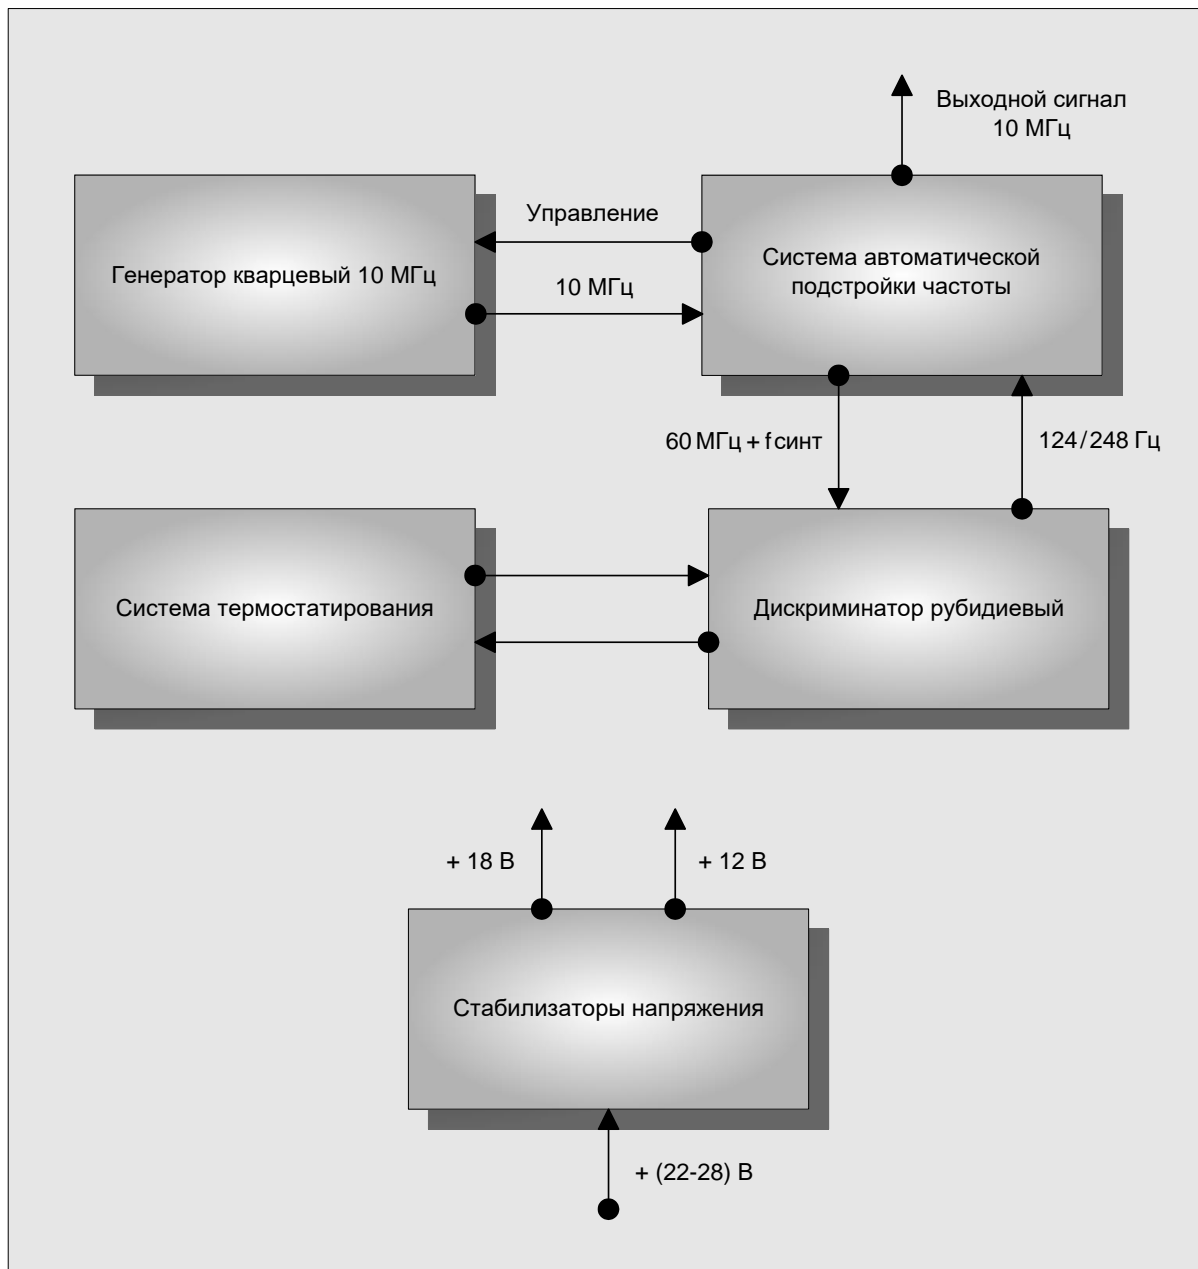 Выходной сигнал
10 МГц
Управление
Генератор кварцевый 10 МГц
Система автоматической
подстройки частоты
10 МГц
60 МГц + fсинт
124/248 Гц
Система термостатирования
Дискриминатор рубидиевый
+ 18 В
+ 12 В
Стабилизаторы напряжения
+ (22-28) В